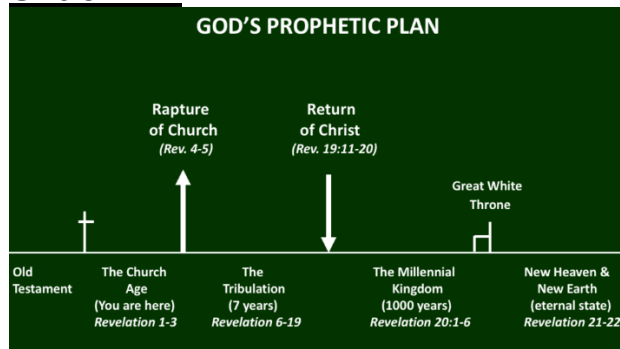 GOD'S PROPHETIC PLAN
Rapture
of Church
(Rev. 4-5)
Return
of Christ
(Rev. 19:11-20)
Great White
Throne
Old
Testament
The Church
Age
(You are here)
Revelation 1-3
The
Tribulation
(7 years)
Revelation 6-19
The Millennial
Kingdom
(1000 years)
Revelation 20:1-6
New Heaven &
New Earth
(eternal state)
Revelation 21-22